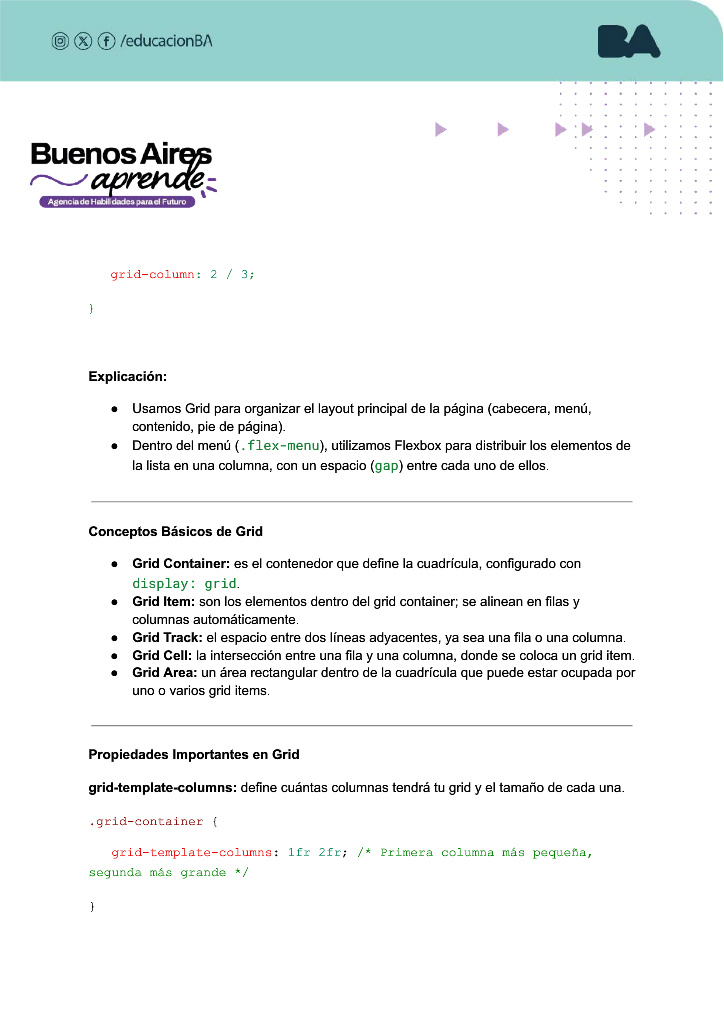 /educacionBA
BA
Buenos Aires
aprende
Agencia de Habilidades para el Futuro
grid-column: 2 / 3;
}
Explicación:
● Usamos Grid para organizar el layout principal de la página (cabecera, menú,
contenido, pie de página).
● Dentro del menú (.flex-menu), utilizamos Flexbox para distribuir los elementos de
la lista en una columna, con un espacio (gap) entre cada uno de ellos.
Conceptos Básicos de Grid
● Grid Container: es el contenedor que define la cuadrícula, configurado con
display: grid.
● Grid Item: son los elementos dentro del grid container; se alinean en filas y
columnas automáticamente.
● Grid Track: el espacio entre dos líneas adyacentes, ya sea una fila o una columna.
● Grid Cell: la intersección entre una fila y una columna, donde se coloca un grid item.
● Grid Area: un área rectangular dentro de la cuadrícula que puede estar ocupada por
uno o varios grid items.
Propiedades Importantes en Grid
grid-template-columns: define cuántas columnas tendrá tu grid y el tamaño de cada una.
.grid-container {
grid-template-columns: 1fr 2fr; /* Primera columna más pequeña,
segunda más grande */
}